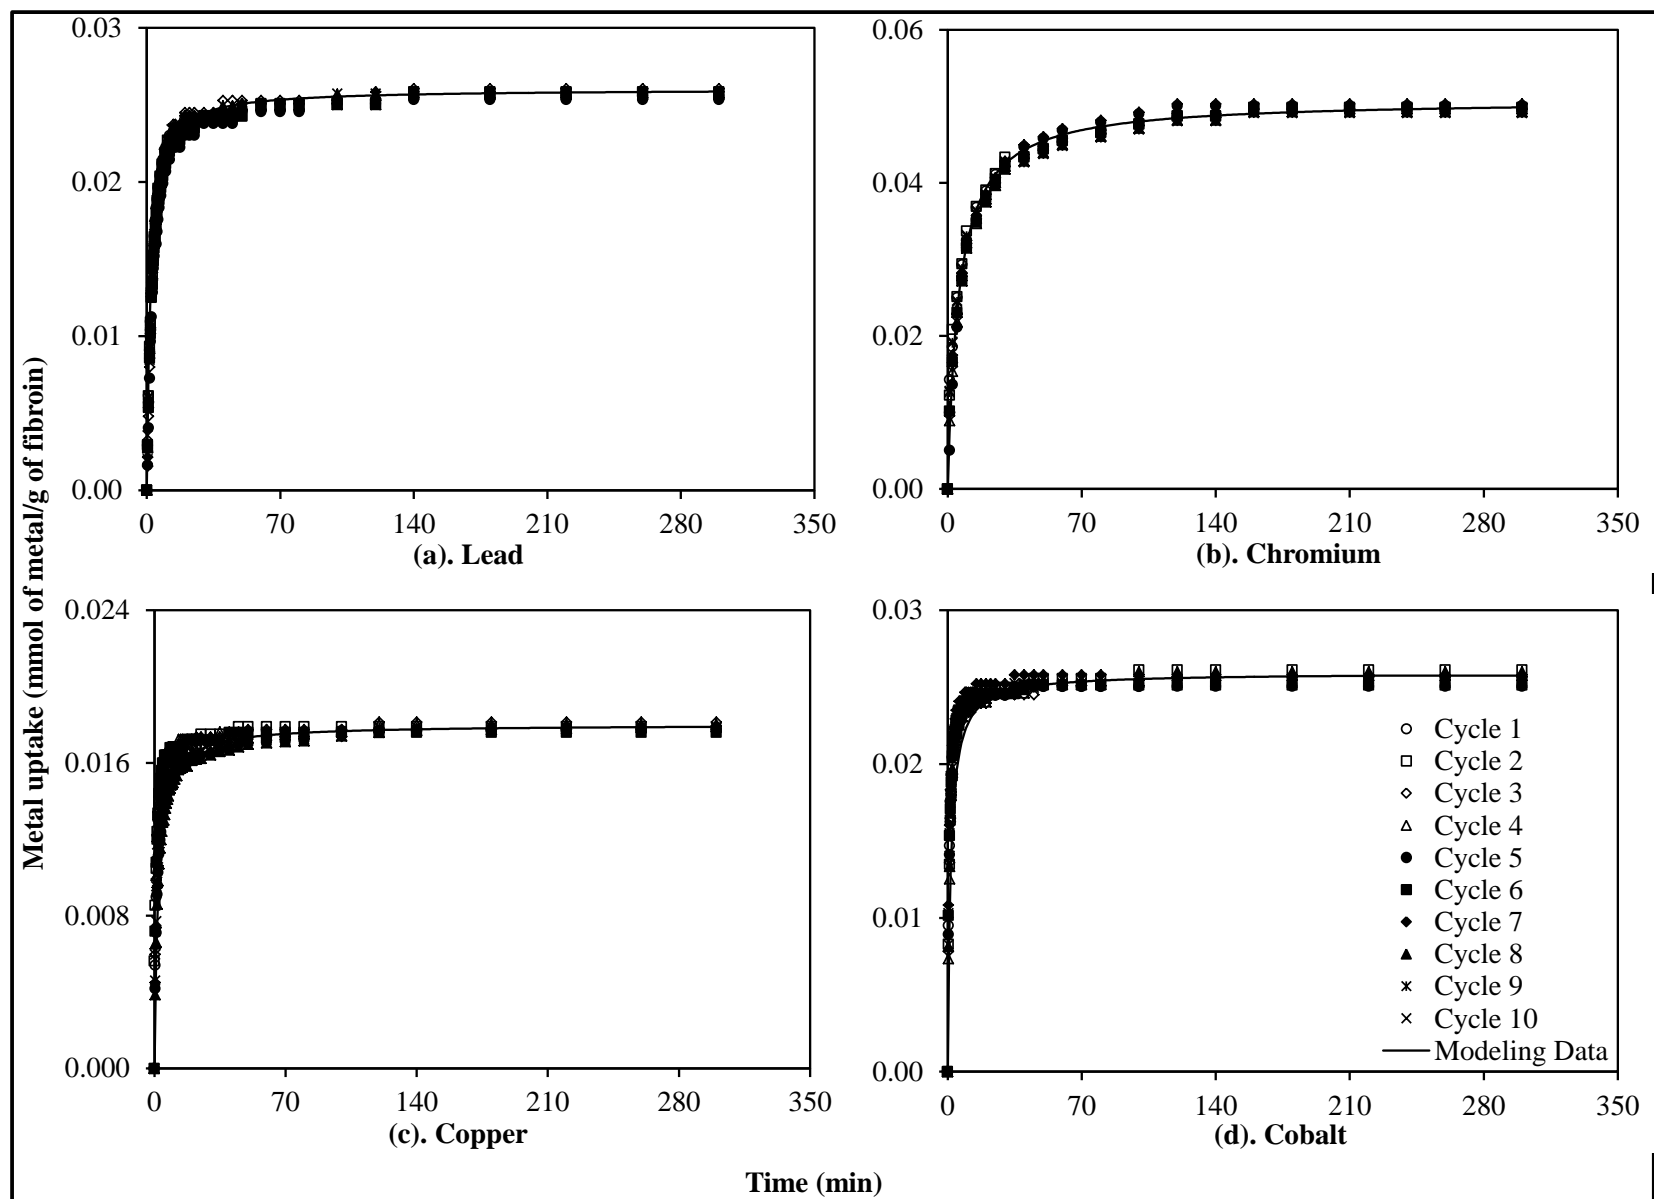 Metal uptake (mmol of metal/g of fibroin)
0.03
0.02
0.01
0.00
0 70 140 210 280 350
(a). Lead
0.06
0.04
0.02
0.00
0 70 140 210 280 350
(b). Chromium
0.024
0.016
0.008
0.000
0 70 140 210 280 350
(c). Copper
0.03
0.02
0.01
0.00
0 70 140 210 280 350
(d). Cobalt
Cycle 1
Cycle 2
Cycle 3
Cycle 4
Cycle 5
Cycle 6
Cycle 7
Cycle 8
Cycle 9
Cycle 10
Modeling Data
Time (min)